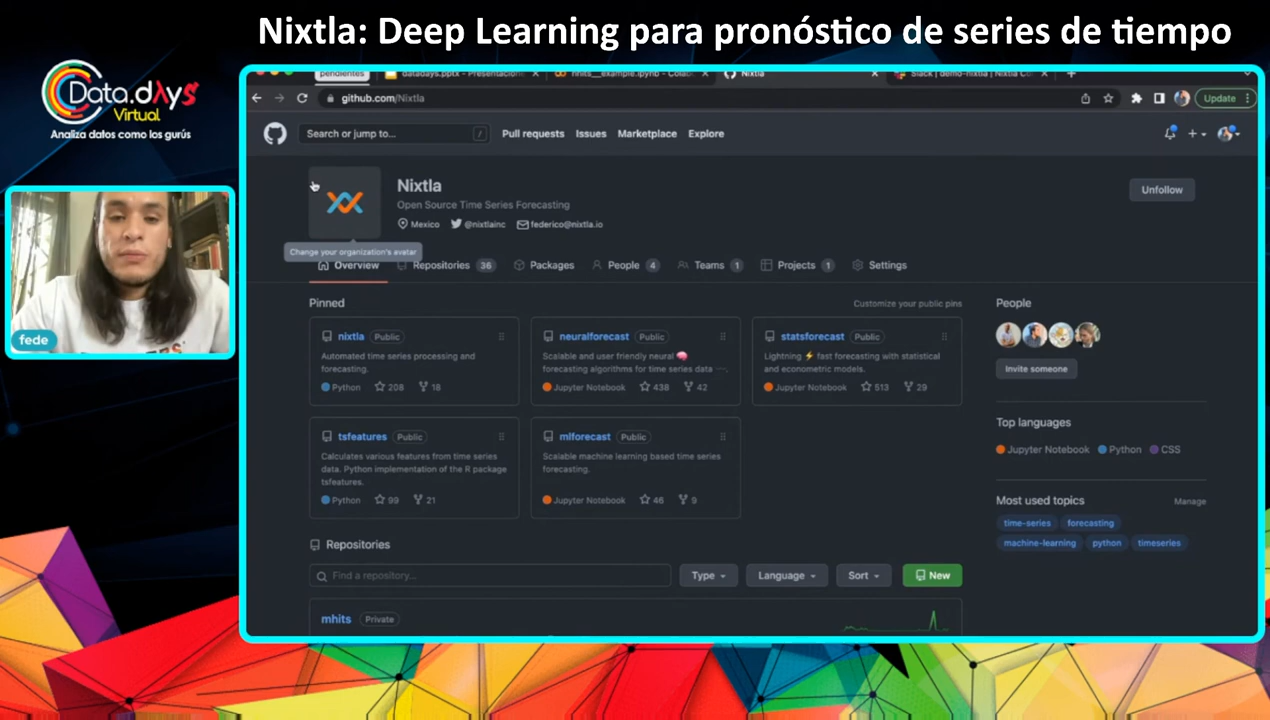 Nixtla: Deep Learning para pronóstico de series de tiempo
Data.dAys
Virtual
Analiza datos como los gurús
fede
pendientes
datadays.pptx - Presentacion
nhits_example.ipynb - Colab
Nixtla
Slack | demo-nixtla | Nixtla
github.com/Nixtla
Update
Search or jump to...
/
Pull requests
Issues
Marketplace
Explore
Nixtla
Open Source Time Series Forecasting
Mexico
@nixtlainc
federico@nixtla.io
Unfollow
Change your organization's avatar
Overview
Repositories 36
Packages
People 4
Teams 1
Projects 1
Settings
Pinned
Customize your public pins
nixtla Public
Automated time series processing and
forecasting.
Python 208 18
neuralforecast Public
Scalable and user friendly neural 🧠
forecasting algorithms for time series data
Jupyter Notebook 438 42
statsforecast Public
Lightning ⚡ fast forecasting with statistical
and econometric models.
Jupyter Notebook 513 29
tsfeatures Public
Calculates various features from time series
data. Python implementation of the R package
tsfeatures.
Python 99 21
mlforecast Public
Scalable machine learning based time series
forecasting.
Jupyter Notebook 46 9
People
Invite someone
Top languages
Jupyter Notebook Python CSS
Most used topics
Manage
time-series forecasting
machine-learning python timeseries
Repositories
Find a repository...
Type
Language
Sort
New
mhits Private